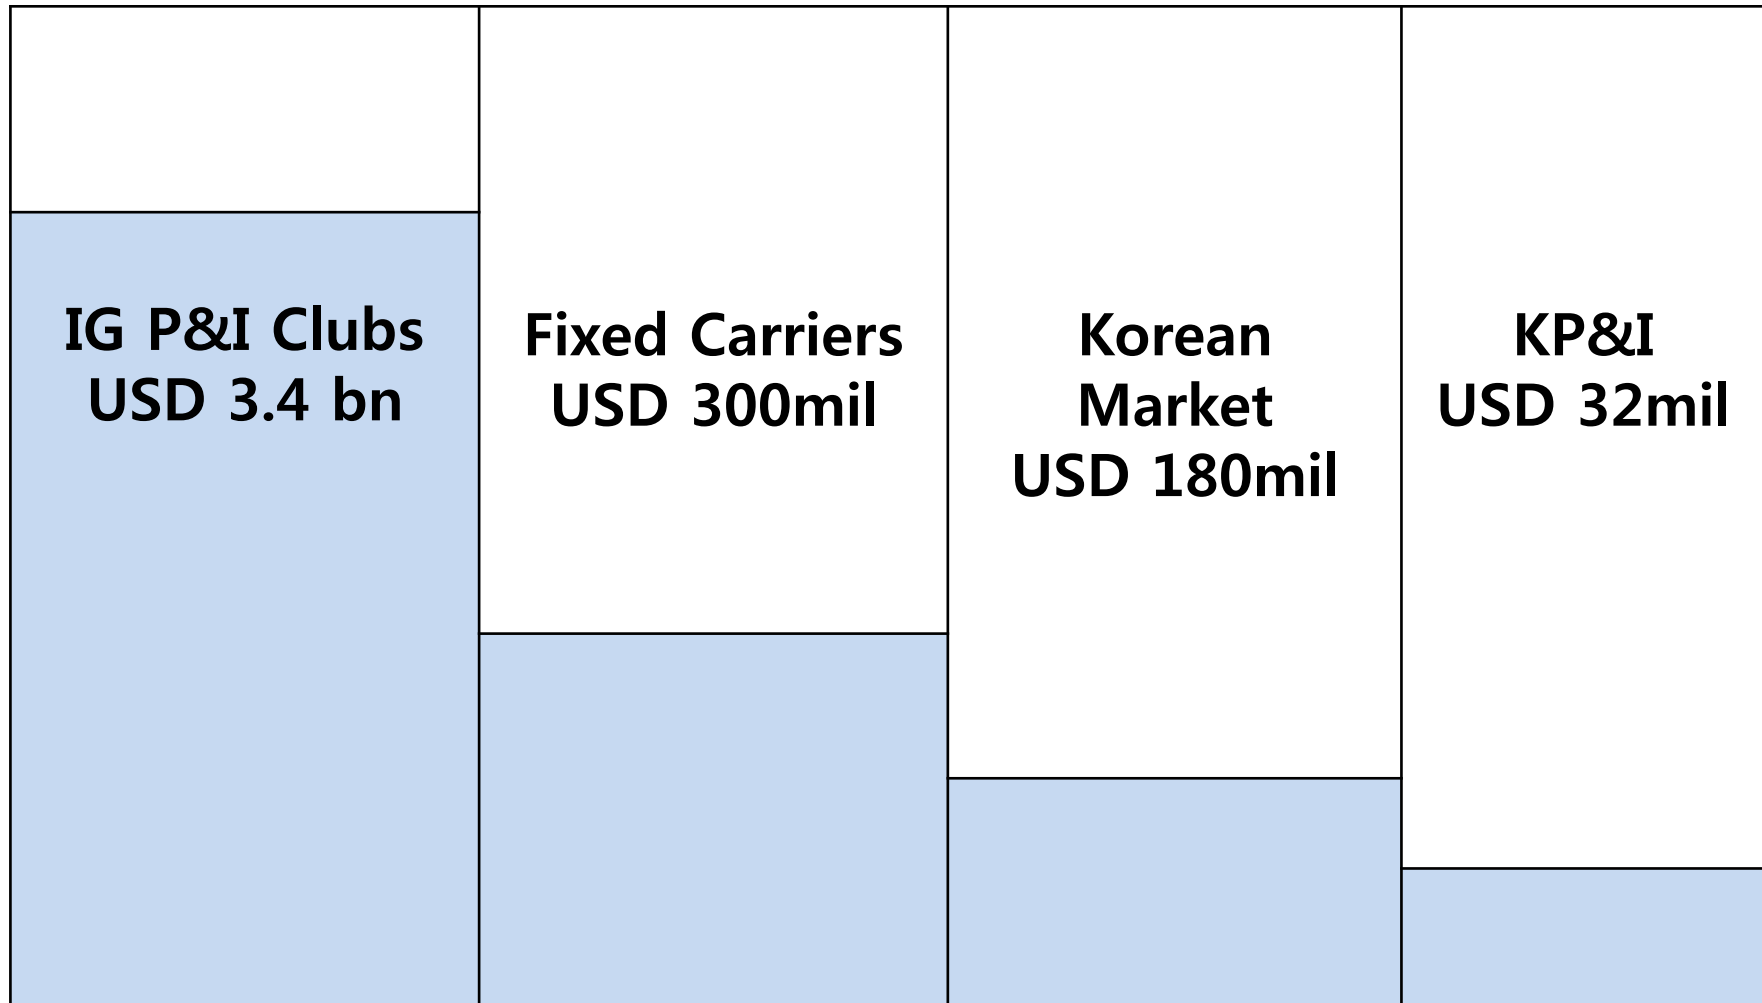 IG P&I Clubs
USD 3.4 bn
Fixed Carriers
USD 300mil
Korean
Market
USD 180mil
KP&I
USD 32mil